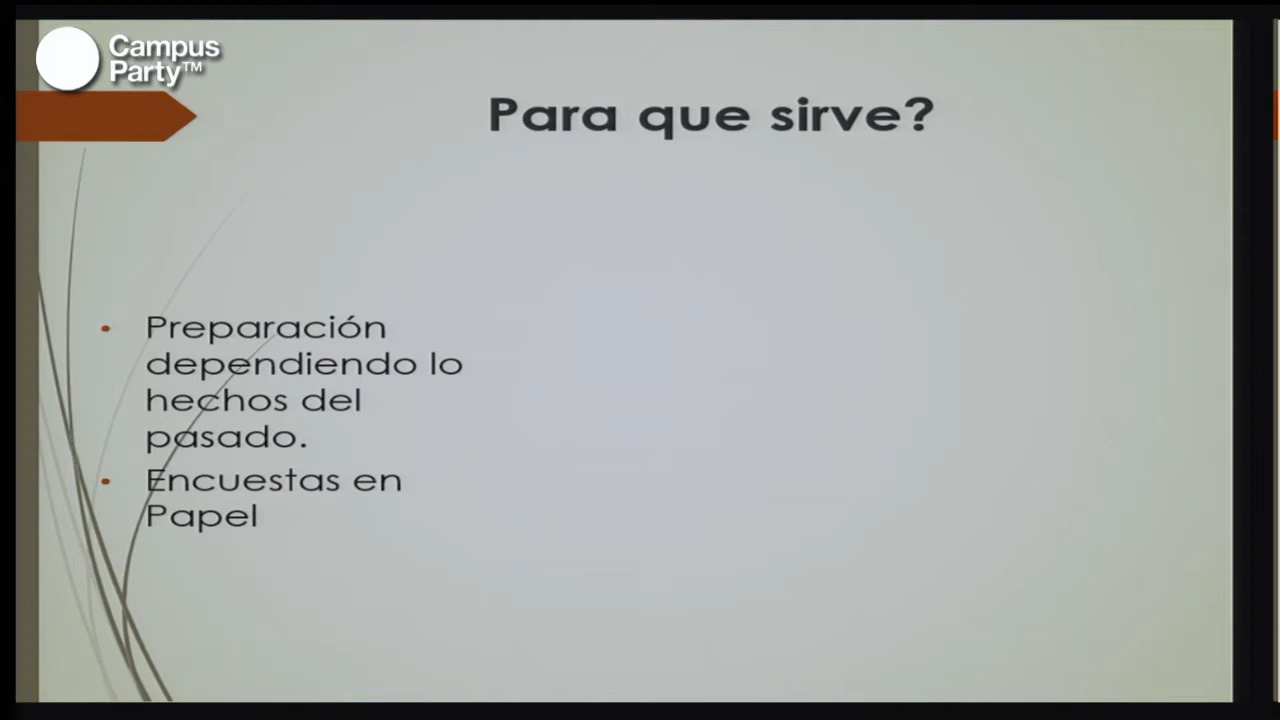 Campus
Party™
Para que sirve?
• Preparación
dependiendo lo
hechos del
pasado.
• Encuestas en
Papel